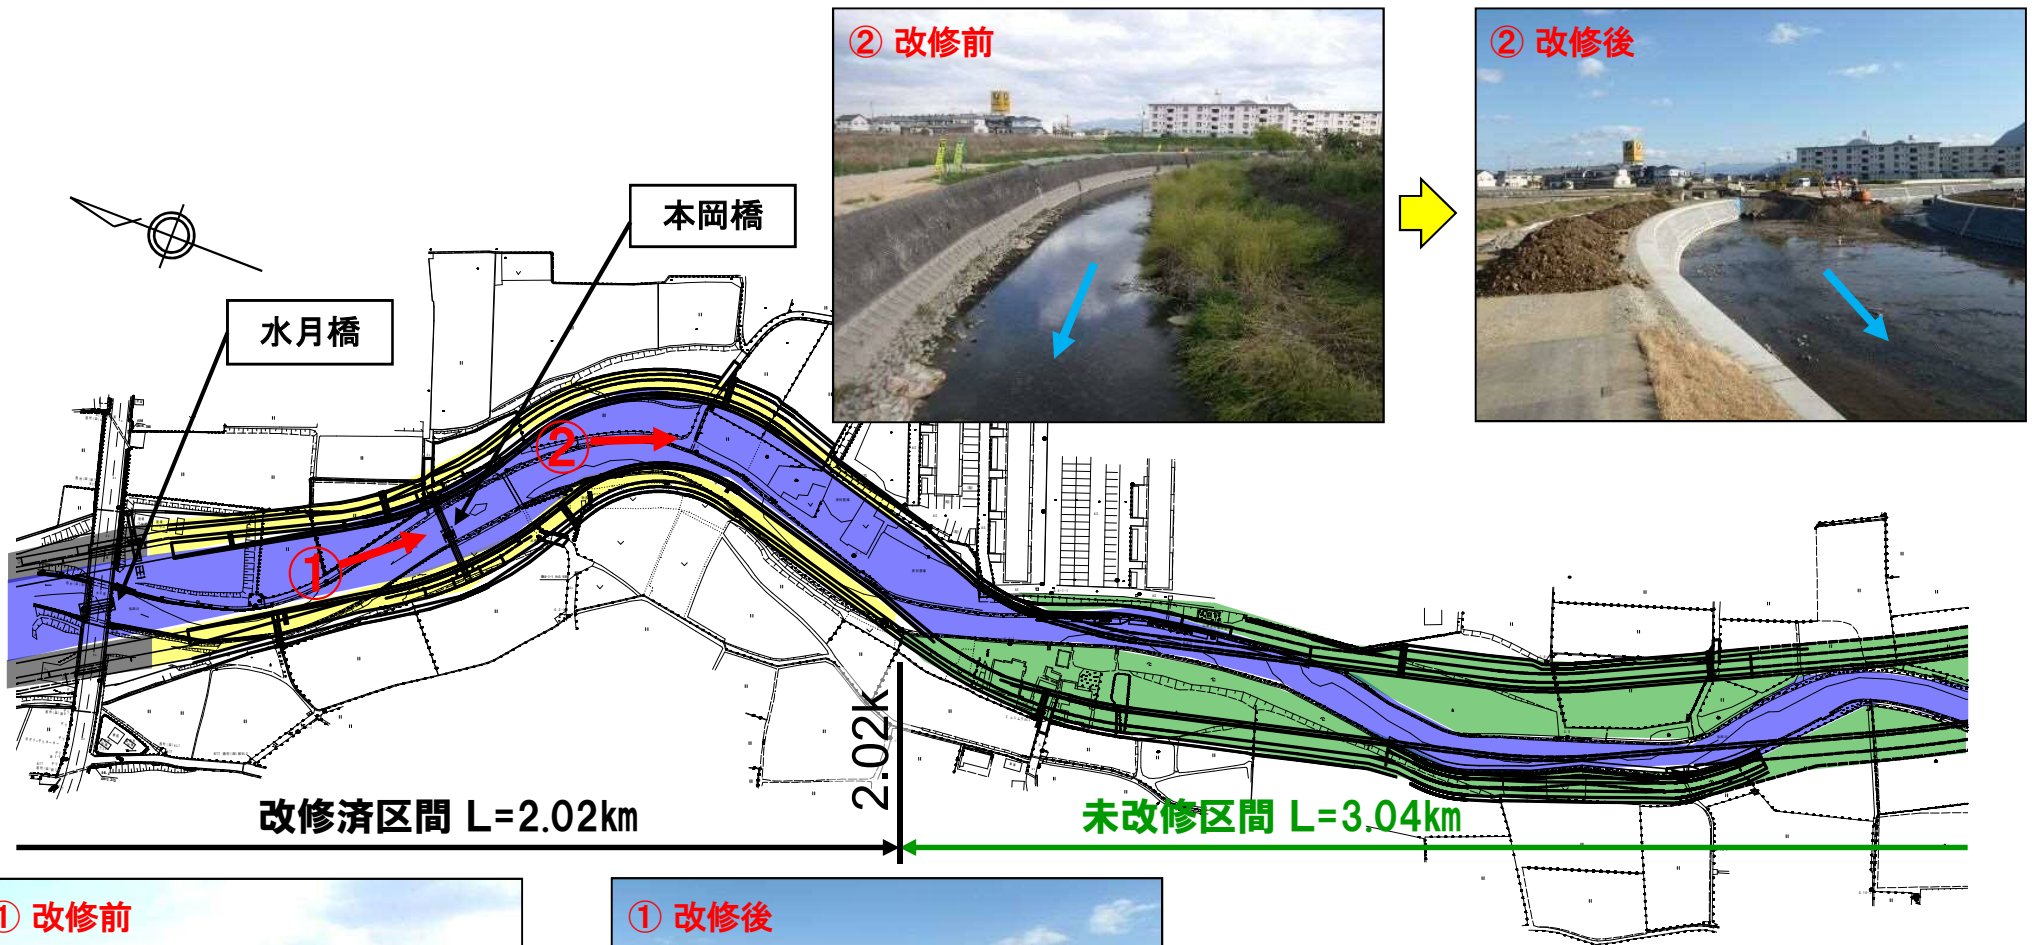 ② 改修前
② 改修後
本岡橋
水月橋
②
①
2.02k
改修済区間 L=2.02km
未改修区間 L=3.04km
① 改修前
① 改修後